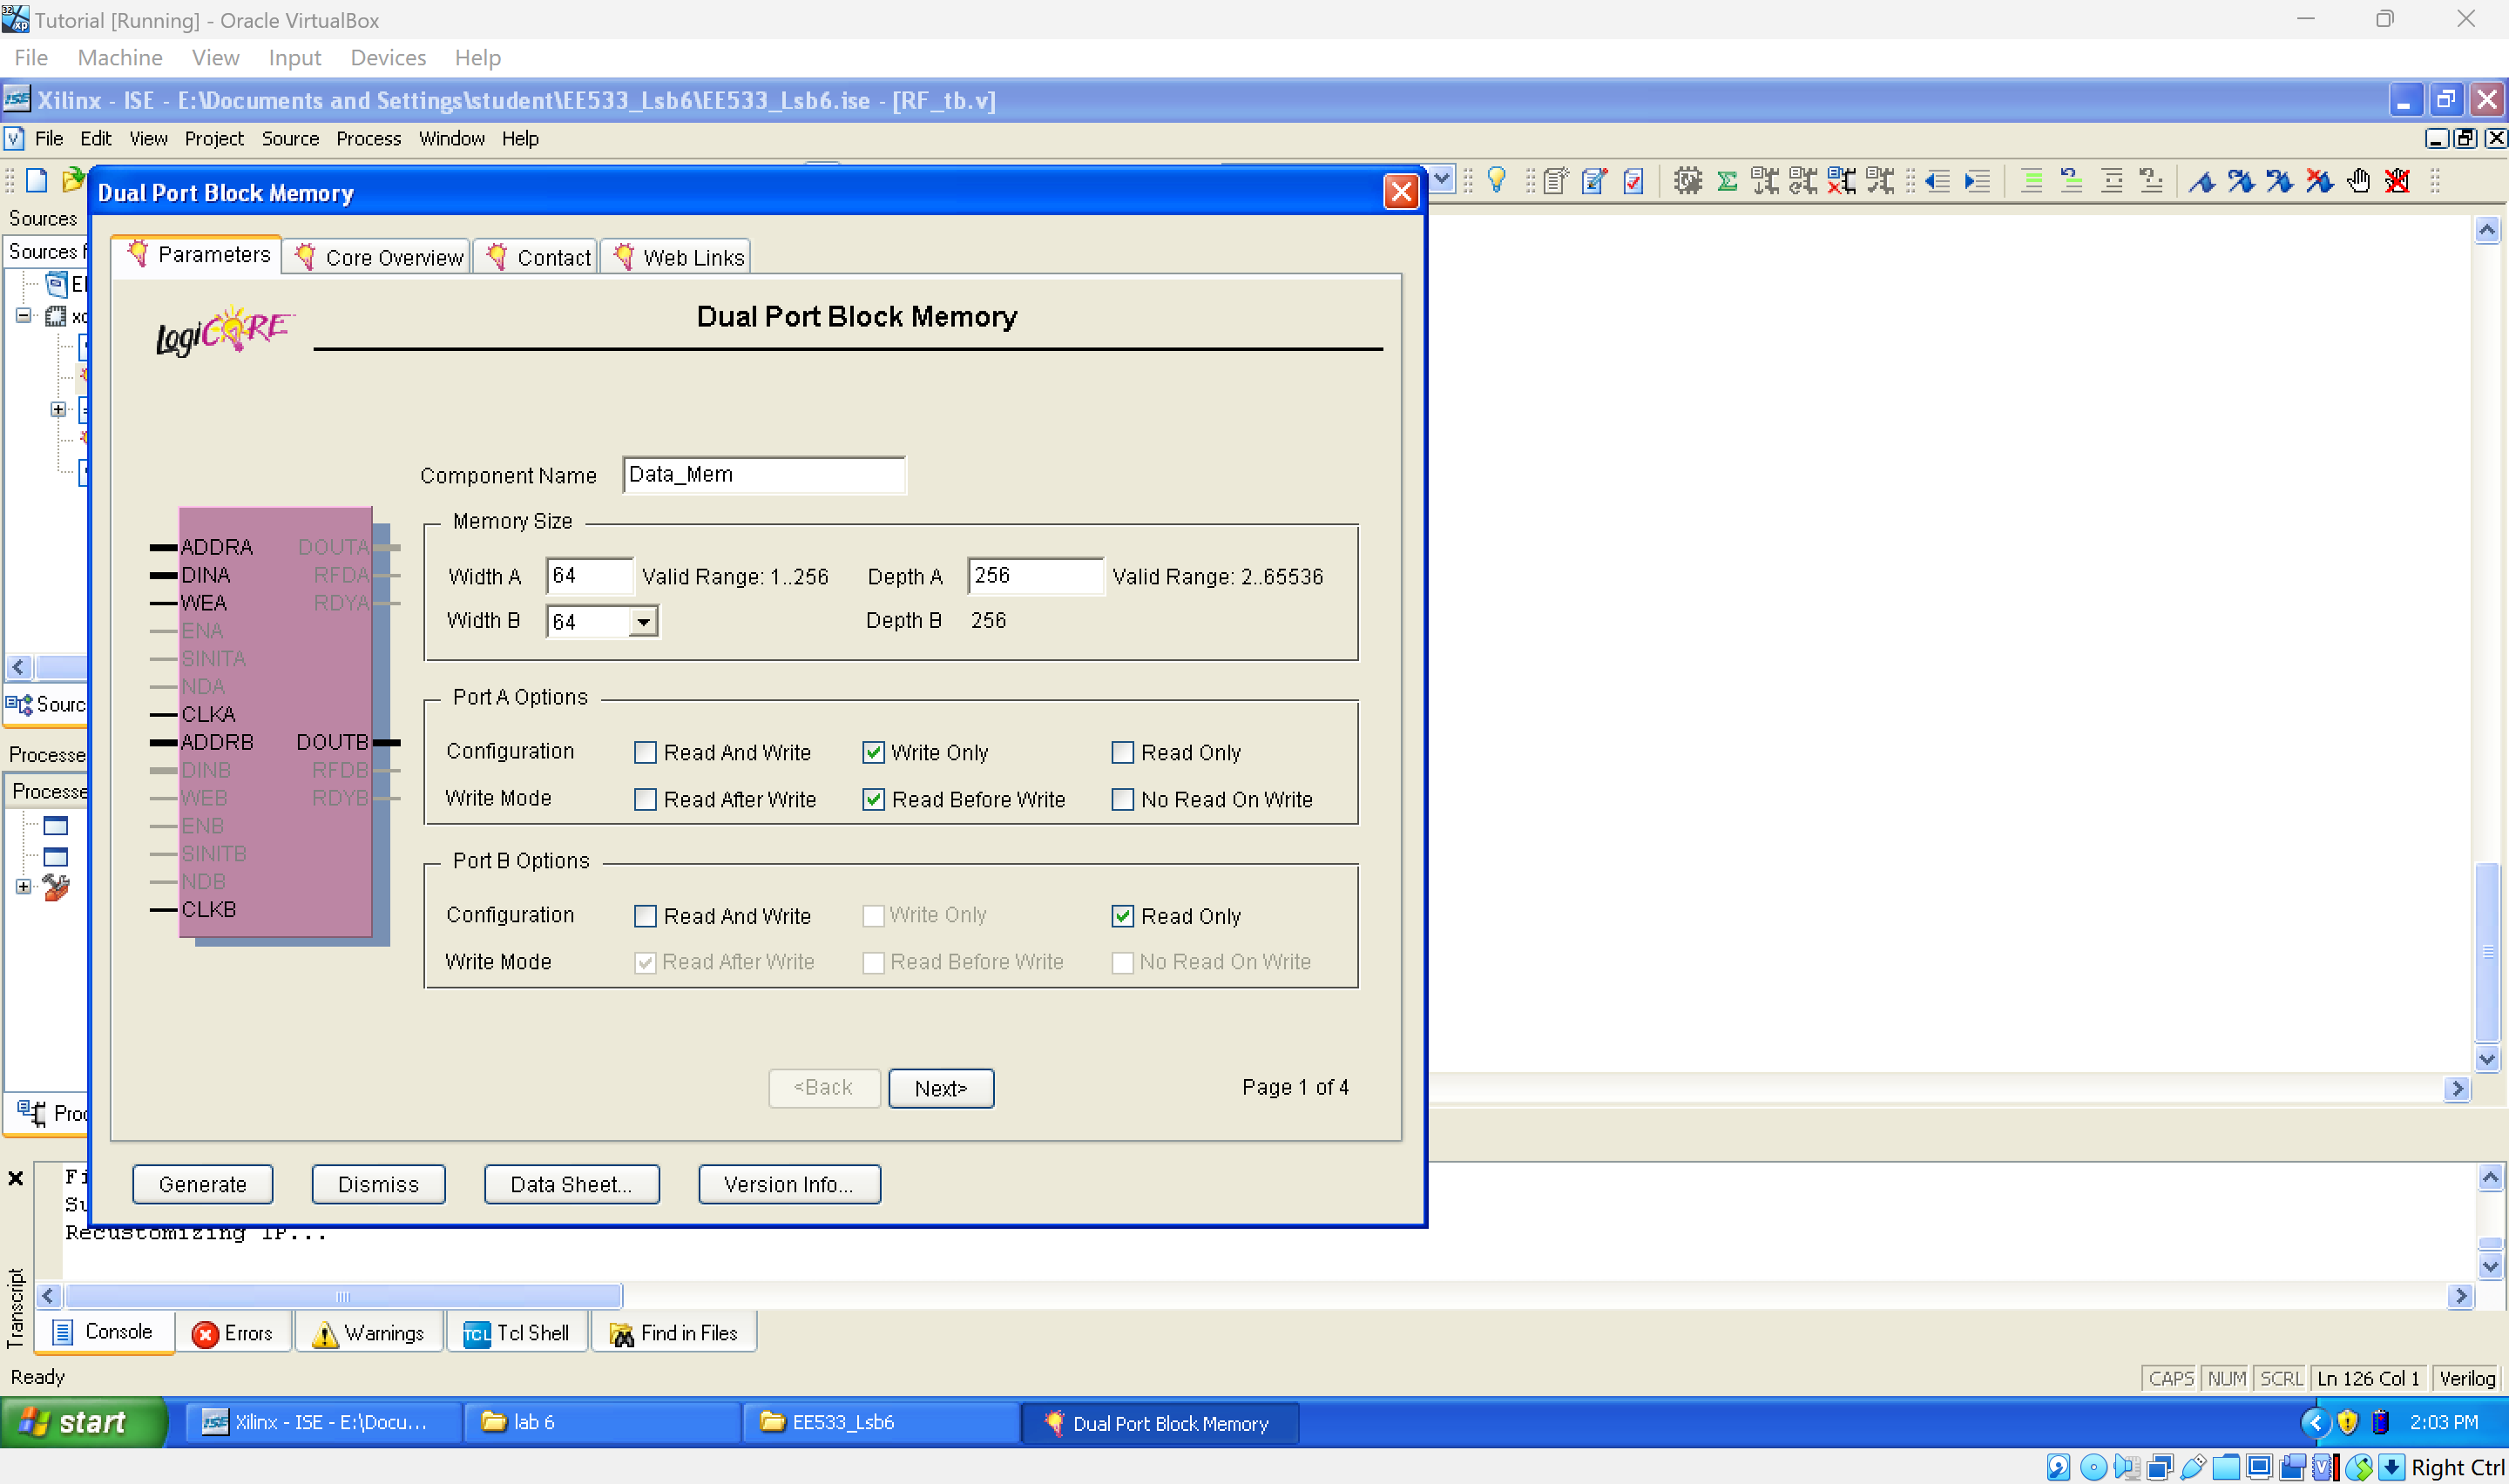 Tutorial [Running] - Oracle VirtualBox
File Machine View Input Devices Help
Xilinx - ISE - E:\Documents and Settings\student\EE533_Lsb6\EE533_Lsb6.ise - [RF_tb.v]
File Edit View Project Source Process Window Help
Dual Port Block Memory
Sources
Sources f
Parameters Core Overview Contact Web Links
LogiCORE
Dual Port Block Memory
Component Name Data_Mem
Memory Size
Width A 64 Valid Range: 1..256 Depth A 256 Valid Range: 2..65536
Width B 64 Depth B 256
ADDRA DOUTA
DINA RFDA
WEA RDYA
ENA
SINITA
NDA
CLKA
ADDRB DOUTB
DINB RFDB
WEB RDYB
ENB
SINITB
NDB
CLKB
Port A Options
Configuration Read And Write Write Only Read Only
Write Mode Read After Write Read Before Write No Read On Write
Port B Options
Configuration Read And Write Write Only Read Only
Write Mode Read After Write Read Before Write No Read On Write
Sourc
Processe
Processe
Proc
<Back Next> Page 1 of 4
Generate Dismiss Data Sheet... Version Info...
Fi
Su
Recustomizing IP...
Transcript
Console Errors Warnings Tcl Shell Find in Files
Ready CAPS NUM SCRL Ln 126 Col 1 Verilog
start Xilinx - ISE - E:\Docu... lab 6 EE533_Lsb6 Dual Port Block Memory 2:03 PM
Right Ctrl